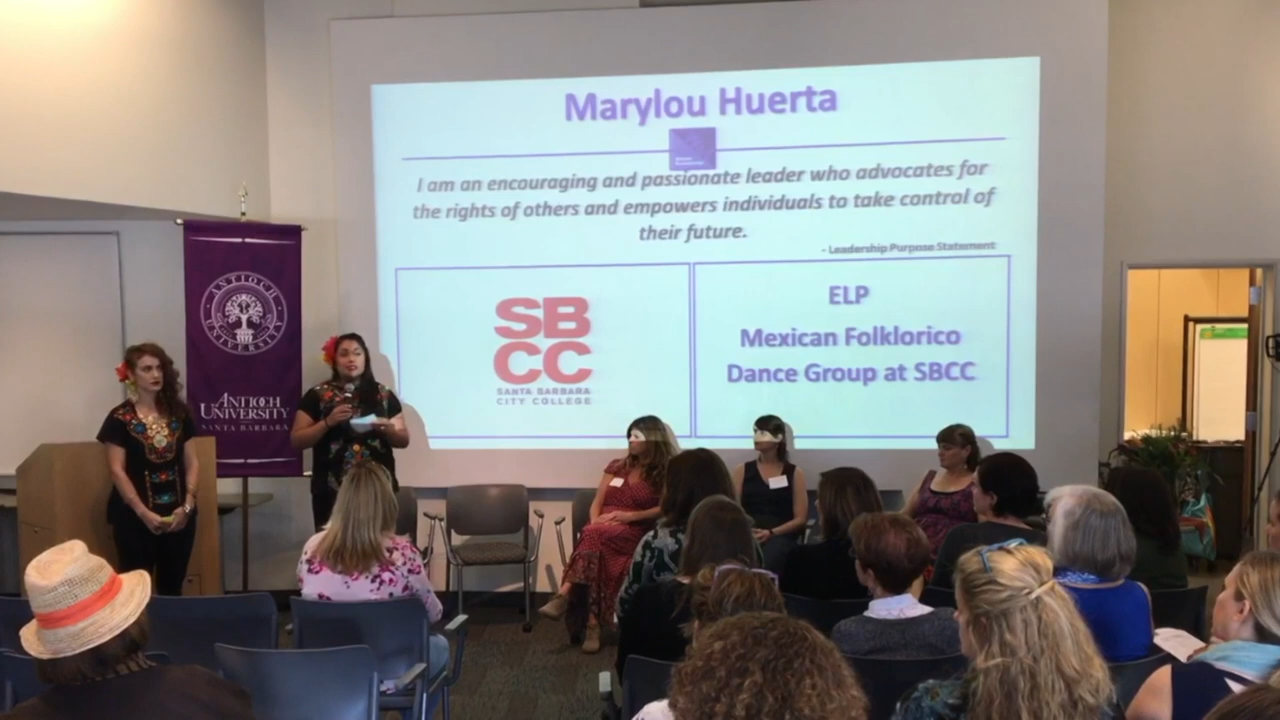 Marylou Huerta
I am an encouraging and passionate leader who advocates for
the rights of others and empowers individuals to take control of
their future.
- Leadership Purpose Statement
SB
CC
SANTA BARBARA
CITY COLLEGE
ELP
Mexican Folklorico
Dance Group at SBCC
ANTIOCH
UNIVERSITY
ANTIOCH
UNIVERSITY
SANTA BARBARA